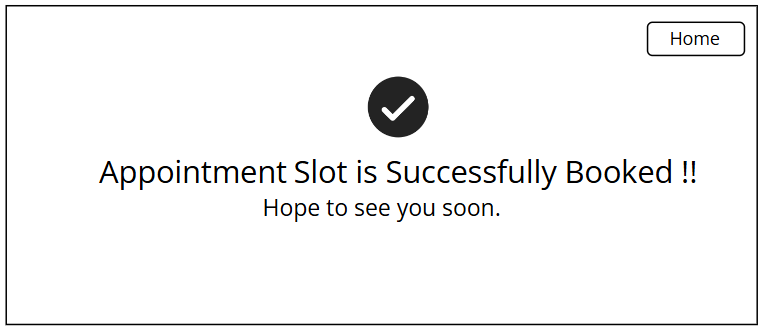 Home
Appointment Slot is Successfully Booked !!
Hope to see you soon.